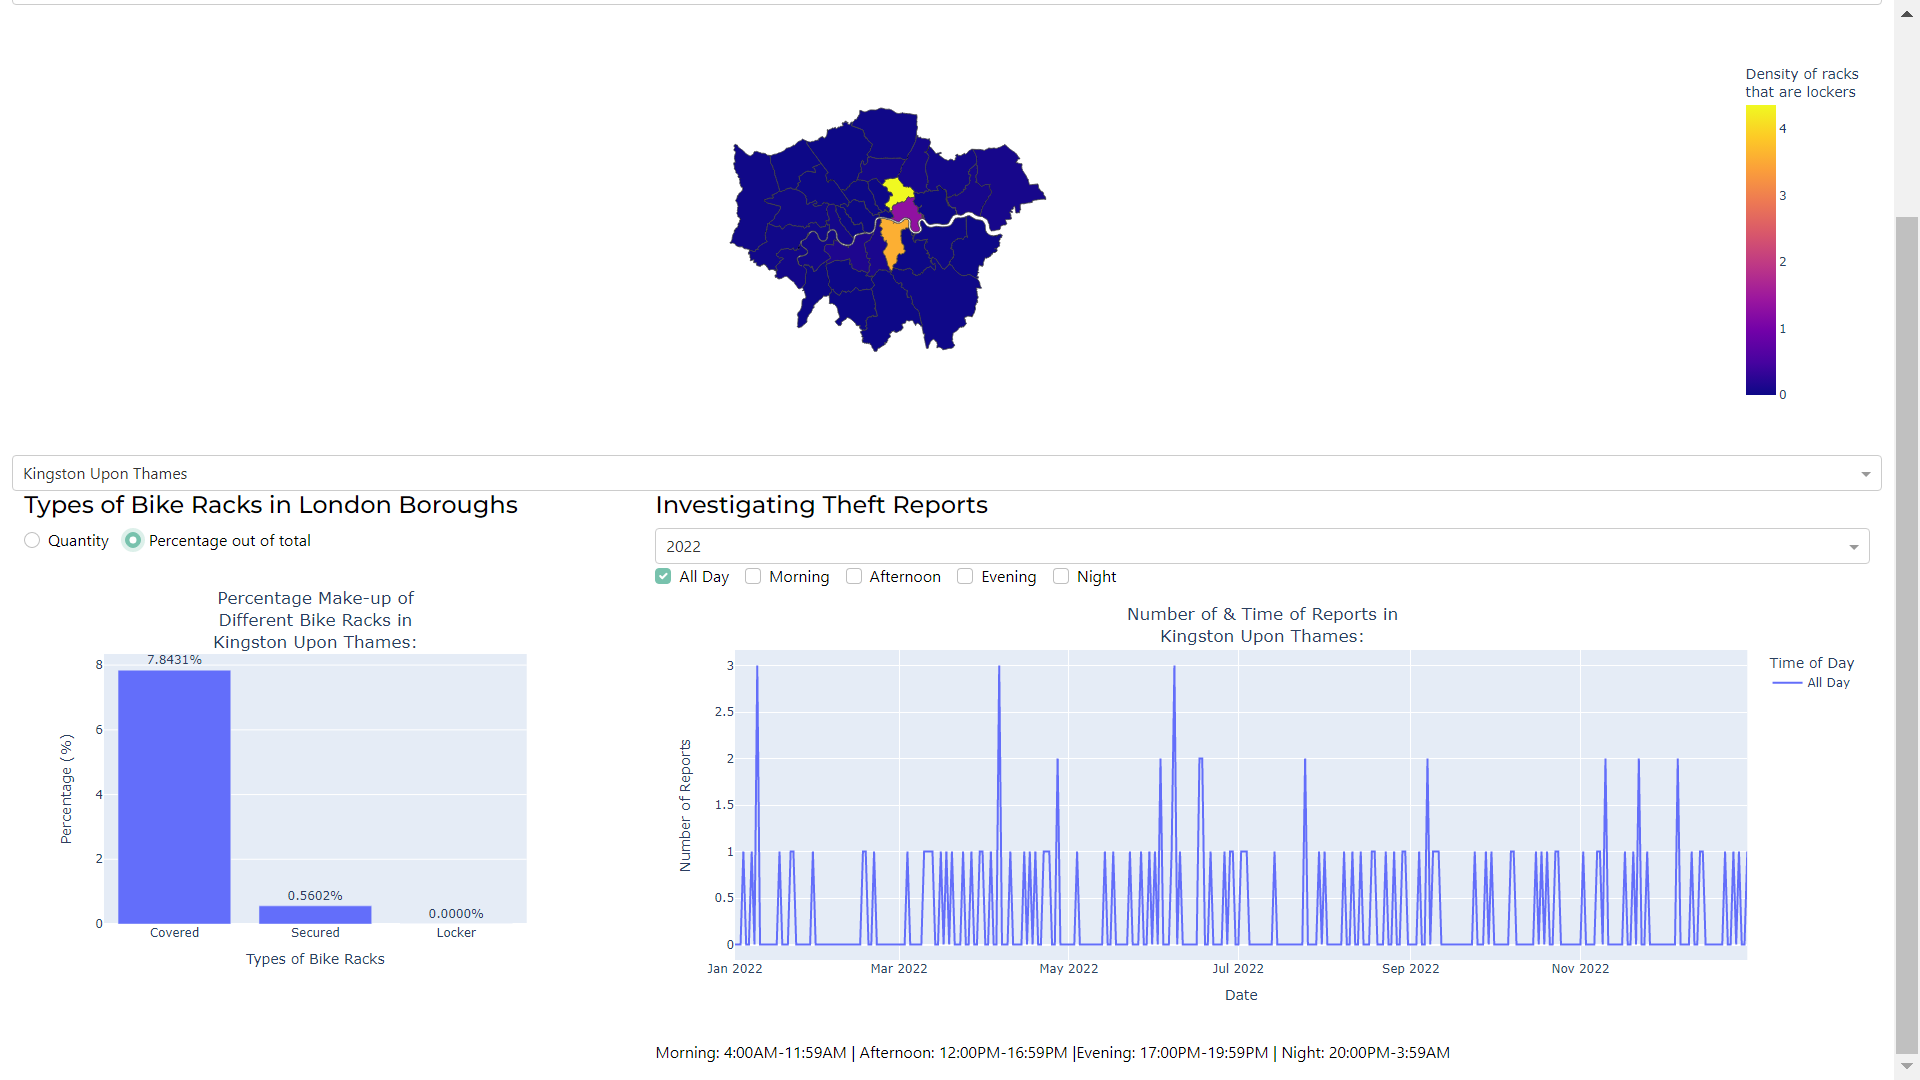 Density of racks
that are lockers
4
3
2
1
0
Kingston Upon Thames
Types of Bike Racks in London Boroughs
Quantity
Percentage out of total
Percentage Make-up of
Different Bike Racks in
Kingston Upon Thames:
8
6
4
2
0
Percentage (%)
7.8431%
0.5602%
0.0000%
Covered
Secured
Locker
Types of Bike Racks
Investigating Theft Reports
2022
All Day
Morning
Afternoon
Evening
Night
Number of & Time of Reports in
Kingston Upon Thames:
3
2.5
2
1.5
1
0.5
0
Number of Reports
Jan 2022
Mar 2022
May 2022
Jul 2022
Sep 2022
Nov 2022
Date
Time of Day
All Day
Morning: 4:00AM-11:59AM | Afternoon: 12:00PM-16:59PM |Evening: 17:00PM-19:59PM | Night: 20:00PM-3:59AM